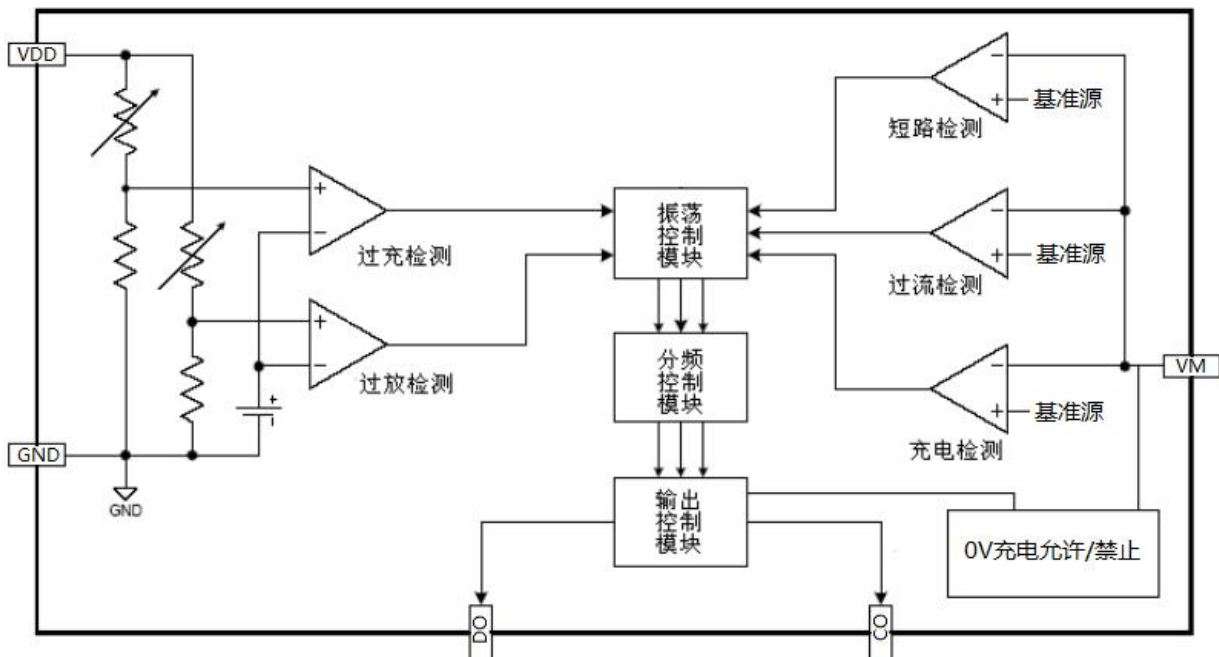 VDD
短路检测
基准源
过充检测
振荡
控制
模块
过流检测
基准源
过放检测
分频
控制
模块
充电检测
基准源
VM
GND
GND
输出
控制
模块
0V充电允许/禁止
DO
CO